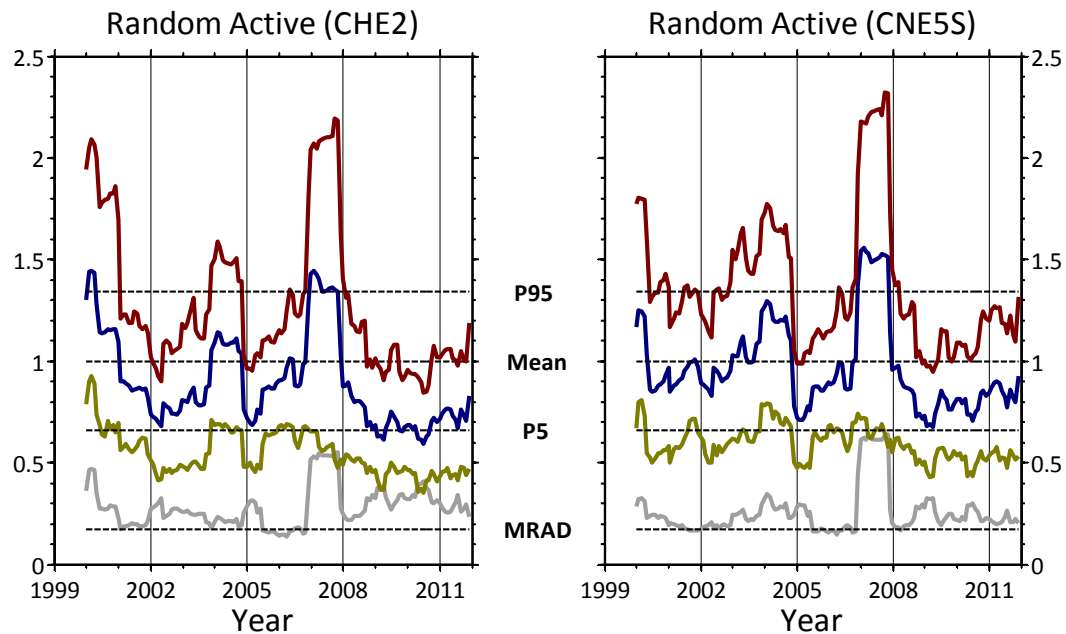 Random Active (CHE2)
Random Active (CNE5S)
2.5
2
1.5
1
0.5
0
P95
Mean
P5
MRAD
2.5
2
1.5
1
0.5
0
1999 2002 2005 2008 2011
1999 2002 2005 2008 2011
Year
Year